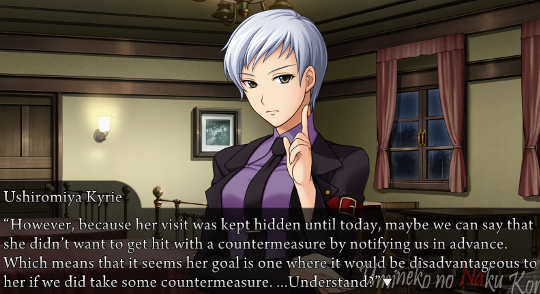 Ushiromiya Kyrie
“However, because her visit was kept hidden until today, maybe we can say that
she didn’t want to get hit with a countermeasure by notifying us in advance.
Which means that it seems her goal is one where it would be disadvantageous to
her if we did take some countermeasure. ...Understand?”
Umineko no Naku Kor